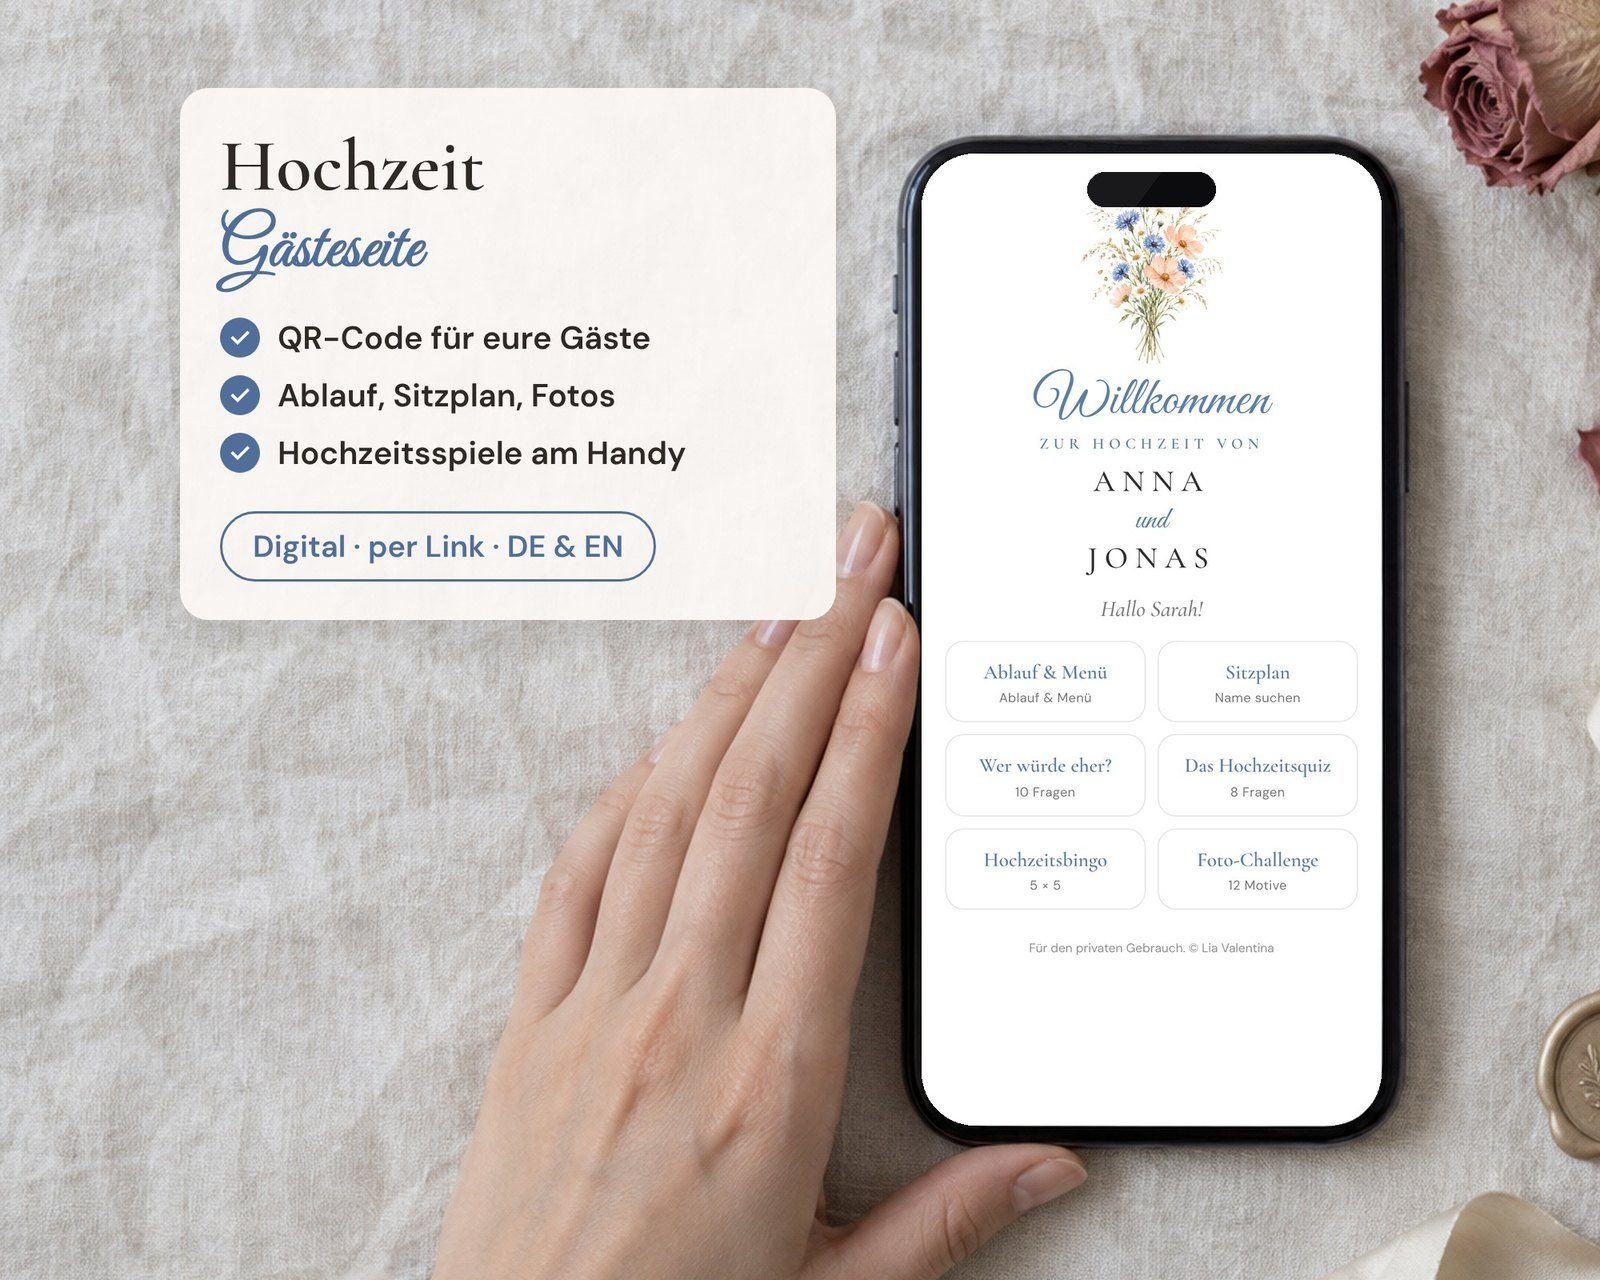 Hochzeit
Gästeseite
QR-Code für eure Gäste
Ablauf, Sitzplan, Fotos
Hochzeitsspiele am Handy
Digital · per Link · DE & EN
Willkommen
ZUR HOCHZEIT VON
ANNA
und
JONAS
Hallo Sarah!
Ablauf & Menü
Ablauf & Menü
Sitzplan
Name suchen
Wer würde eher?
10 Fragen
Das Hochzeitsquiz
8 Fragen
Hochzeitsbingo
5 × 5
Foto-Challenge
12 Motive
Für den privaten Gebrauch. © Lia Valentina